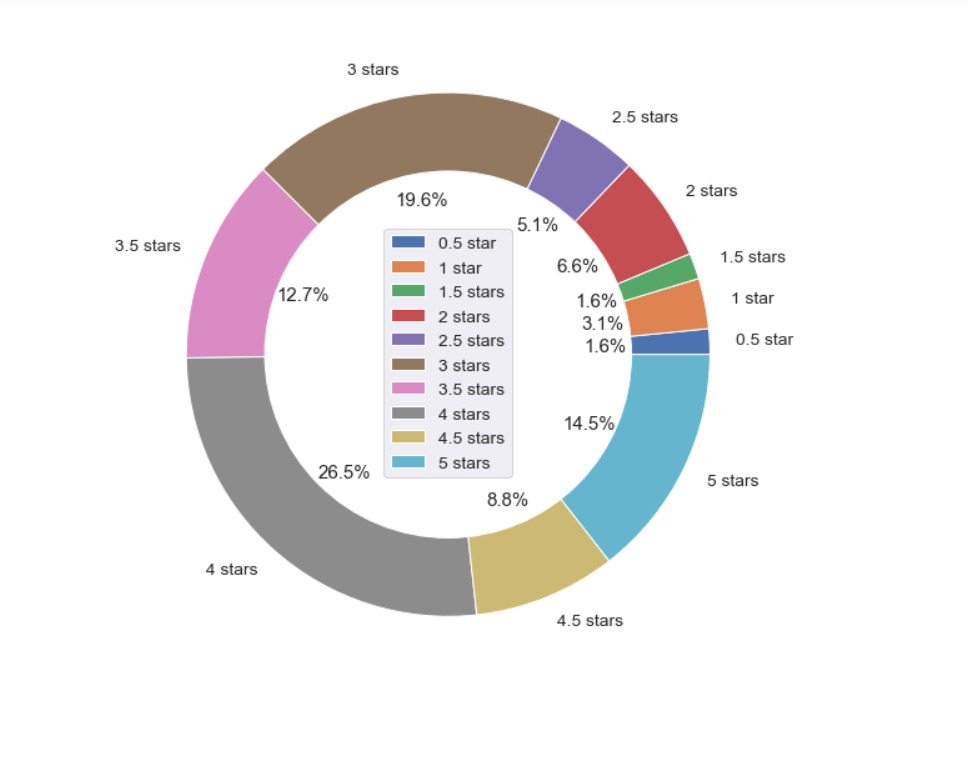 3 stars
2.5 stars
2 stars
19.6%
5.1%
3.5 stars
0.5 star
1.5 stars
6.6%
1 star
12.7%
1.5 stars
1.6%
1 star
2 stars
3.1%
2.5 stars
1.6%
0.5 star
3 stars
3.5 stars
4 stars
14.5%
4.5 stars
5 stars
26.5%
5 stars
8.8%
4 stars
4.5 stars